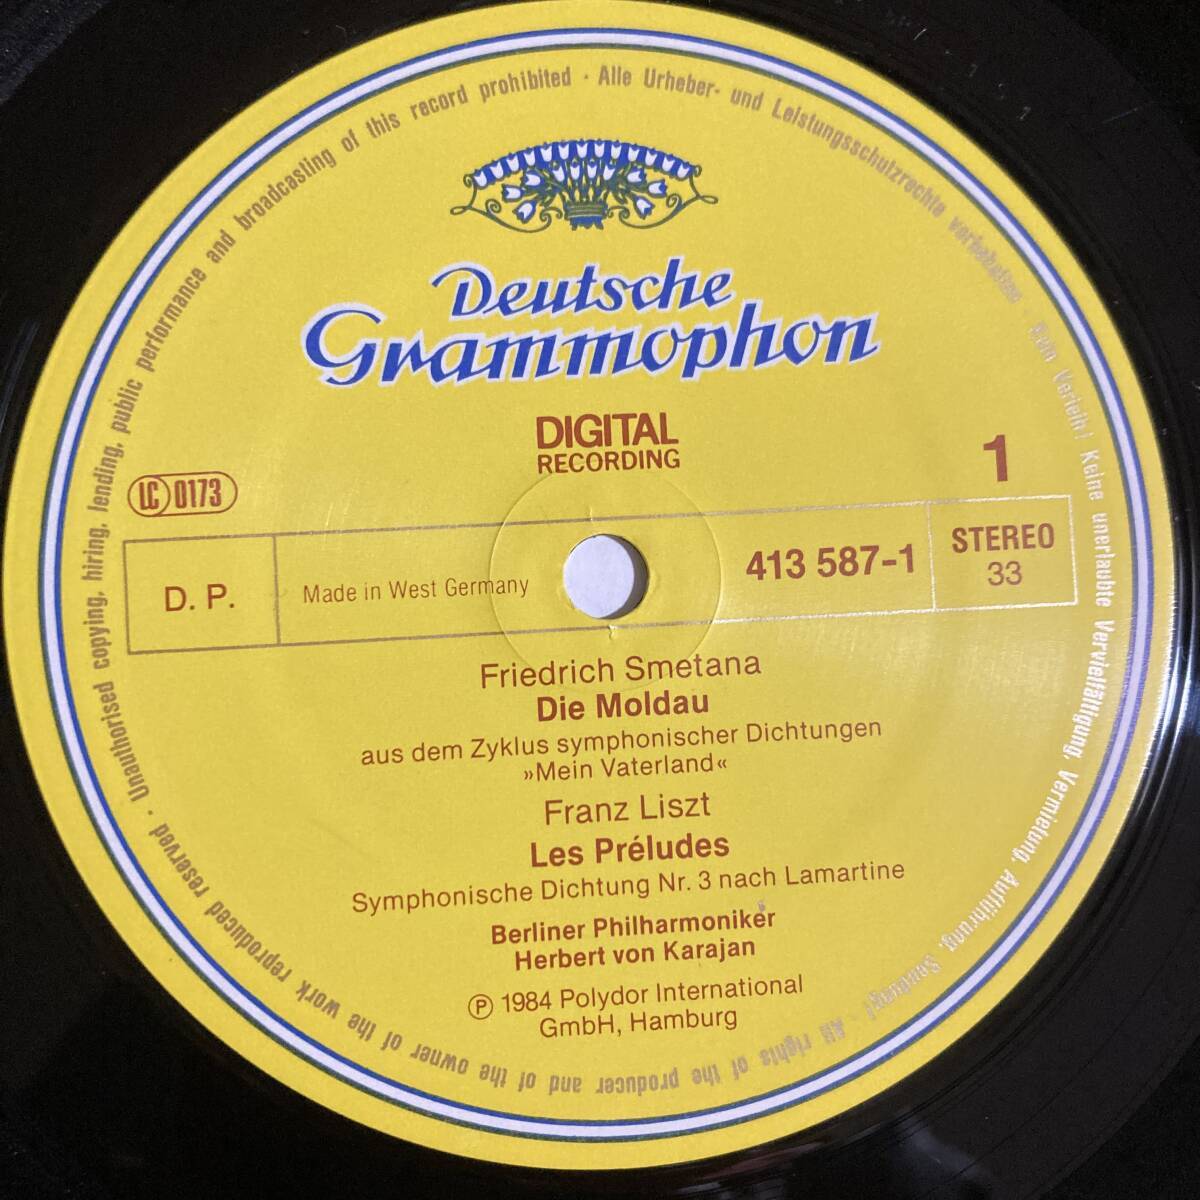 Deutsche
Grammophon
DIGITAL
RECORDING
1
LC 0173
D. P.
Made in West Germany
413 587-1
STEREO
33
Friedrich Smetana
Die Moldau
aus dem Zyklus symphonischer Dichtungen
»Mein Vaterland«
Franz Liszt
Les Préludes
Symphonische Dichtung Nr. 3 nach Lamartine
Berliner Philharmoniker
Herbert von Karajan
℗ 1984 Polydor International
GmbH, Hamburg
Alle Urheber- und Leistungsschutzrechte vorbehalten · Kein Verleih! Keine unerlaubte Vervielfältigung, Vermietung, Aufführung, Sendung! · All rights of the producer and of the owner of the work reproduced reserved · Unauthorised copying, hiring, lending, public performance and broadcasting of this record prohibited ·